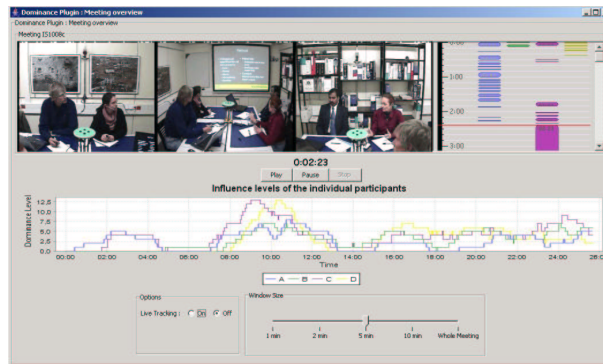 Dominance Plugin : Meeting overview
Dominance Plugin : Meeting overview
Meeting IS1008c
0:00
-1:00
-2:00
-3:00
0:02:23
Play Pause Stop
Influence levels of the individual participants
Dominance Level
12,5
10,0
7,5
5,0
2,5
0,0
00:00 02:00 04:00 06:00 08:00 10:00 12:00 14:00 16:00 18:00 20:00 22:00 24:00
Time
A B C D
Options
Live Tracking : On Off
Window Size
1 min 2 min 5 min 10 min Whole Meeting